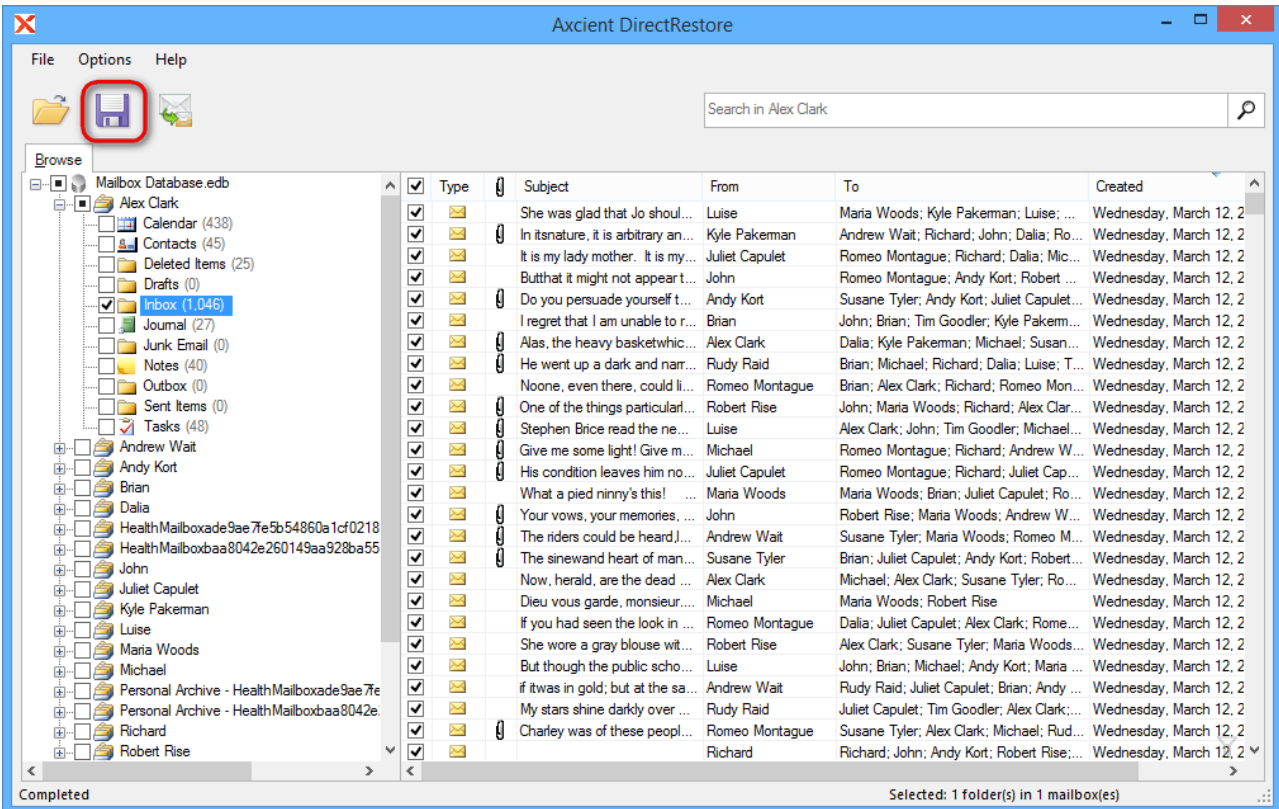 Axcient DirectRestore
File Options Help
Search in Alex Clark
Browse
Mailbox Database.edb
Alex Clark
Calendar (438)
Contacts (45)
Deleted Items (25)
Drafts (0)
Inbox (1,046)
Journal (27)
Junk Email (0)
Notes (40)
Outbox (0)
Sent Items (0)
Tasks (48)
Andrew Wait
Andy Kort
Brian
Dalia
HealthMailboxade9ae7fe5b54860a1cf0218
HealthMailboxbaa8042e260149aa928ba55
John
Juliet Capulet
Kyle Pakerman
Luise
Maria Woods
Michael
Personal Archive - HealthMailboxade9ae7fe
Personal Archive - HealthMailboxbaa8042e
Richard
Robert Rise
Type Subject From To Created
She was glad that Jo shoul... Luise Maria Woods; Kyle Pakerman; Luise; ... Wednesday, March 12, 2
In itsnature, it is arbitrary an... Kyle Pakerman Andrew Wait; Richard; John; Dalia; Ro... Wednesday, March 12, 2
It is my lady mother. It is my... Juliet Capulet Romeo Montague; Richard; Dalia; Mic... Wednesday, March 12, 2
Butthat it might not appear t... John Romeo Montague; Andy Kort; Robert ... Wednesday, March 12, 2
Do you persuade yourself t... Andy Kort Susane Tyler; Andy Kort; Juliet Capulet... Wednesday, March 12, 2
I regret that I am unable to r... Brian John; Brian; Tim Goodler; Kyle Pakerm... Wednesday, March 12, 2
Alas, the heavy basketwhic... Alex Clark Dalia; Kyle Pakerman; Michael; Susan... Wednesday, March 12, 2
He went up a dark and narr... Rudy Raid Brian; Michael; Richard; Dalia; Luise; T... Wednesday, March 12, 2
Noone, even there, could li... Romeo Montague Brian; Alex Clark; Richard; Romeo Mon... Wednesday, March 12, 2
One of the things particularl... Robert Rise John; Maria Woods; Richard; Alex Clar... Wednesday, March 12, 2
Stephen Brice read the ne... Luise Alex Clark; John; Tim Goodler; Michael... Wednesday, March 12, 2
Give me some light! Give m... Michael Romeo Montague; Richard; Andrew W... Wednesday, March 12, 2
His condition leaves him no... Juliet Capulet Romeo Montague; Richard; Juliet Cap... Wednesday, March 12, 2
What a pied ninny's this! ... Maria Woods Maria Woods; Brian; Juliet Capulet; Ro... Wednesday, March 12, 2
Your vows, your memories, ... John Robert Rise; Maria Woods; Andrew W... Wednesday, March 12, 2
The riders could be heard,l... Andrew Wait Susane Tyler; Maria Woods; Romeo M... Wednesday, March 12, 2
The sinewand heart of man... Susane Tyler Brian; Juliet Capulet; Andy Kort; Robert... Wednesday, March 12, 2
Now, herald, are the dead ... Alex Clark Michael; Alex Clark; Susane Tyler; Ro... Wednesday, March 12, 2
Dieu vous garde, monsieur.... Michael Maria Woods; Robert Rise Wednesday, March 12, 2
If you had seen the look in ... Romeo Montague Dalia; Juliet Capulet; Alex Clark; Rome... Wednesday, March 12, 2
She wore a gray blouse wit... Robert Rise Alex Clark; Susane Tyler; Maria Woods... Wednesday, March 12, 2
But though the public scho... Luise John; Brian; Michael; Andy Kort; Maria ... Wednesday, March 12, 2
if itwas in gold; but at the sa... Andrew Wait Rudy Raid; Juliet Capulet; Brian; Andy ... Wednesday, March 12, 2
My stars shine darkly over ... Rudy Raid Juliet Capulet; Tim Goodler; Alex Clark;... Wednesday, March 12, 2
Charley was of these peopl... Romeo Montague Susane Tyler; Alex Clark; Michael; Rud... Wednesday, March 12, 2
Richard Richard; John; Andy Kort; Robert Rise;... Wednesday, March 12, 2
Completed
Selected: 1 folder(s) in 1 mailbox(es)